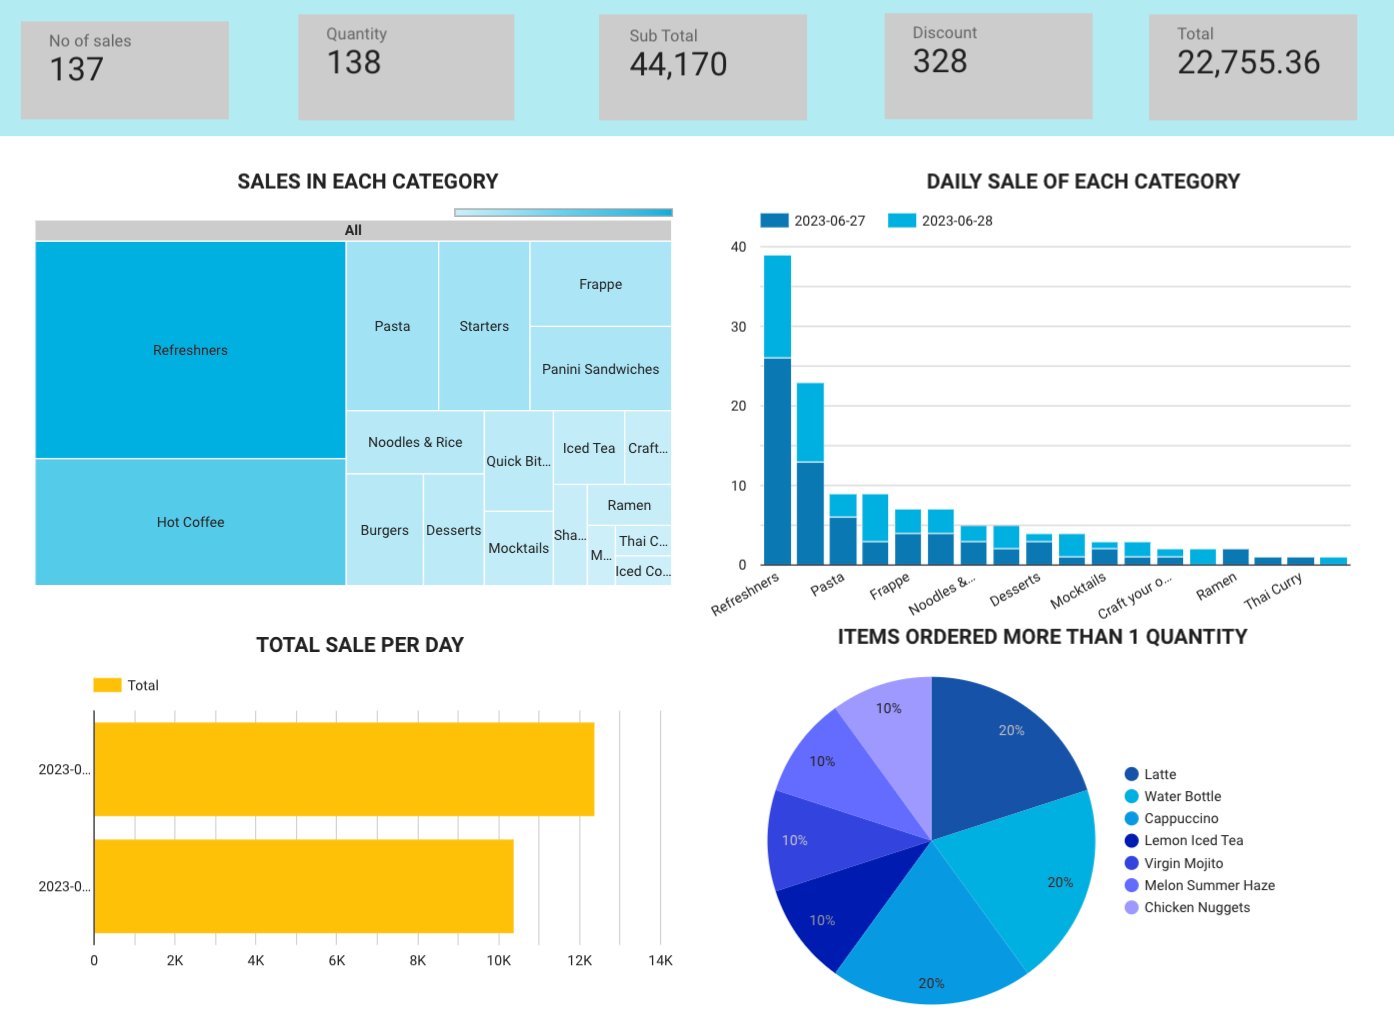 No of sales
137
Quantity
138
Sub Total
44,170
Discount
328
Total
22,755.36
SALES IN EACH CATEGORY
All
Refreshners
Hot Coffee
Pasta
Starters
Frappe
Panini Sandwiches
Noodles & Rice
Burgers
Desserts
Quick Bit...
Mocktails
Iced Tea
Craft...
Sha...
Ramen
M...
Thai C...
Iced Co...
DAILY SALE OF EACH CATEGORY
2023-06-27
2023-06-28
40
30
20
10
0
Refreshners
Pasta
Frappe
Noodles &...
Desserts
Mocktails
Craft your o...
Ramen
Thai Curry
TOTAL SALE PER DAY
Total
2023-0...
2023-0...
0 2K 4K 6K 8K 10K 12K 14K
ITEMS ORDERED MORE THAN 1 QUANTITY
20%
20%
20%
10%
10%
10%
10%
Latte
Water Bottle
Cappuccino
Lemon Iced Tea
Virgin Mojito
Melon Summer Haze
Chicken Nuggets